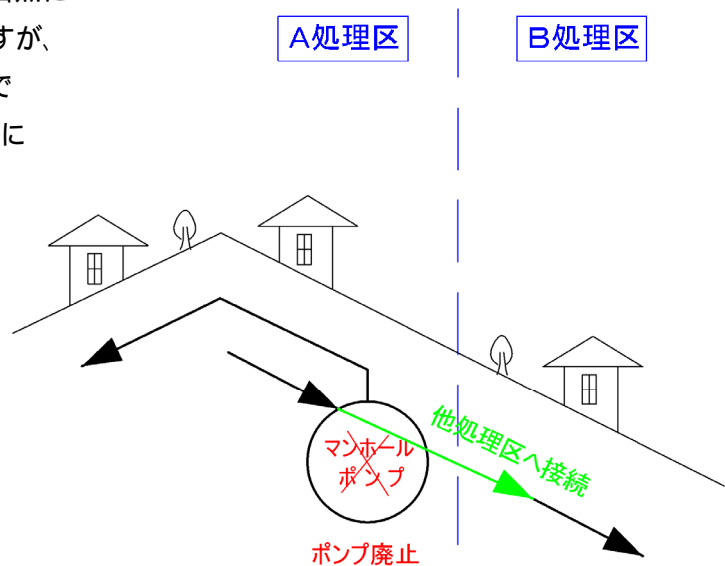 すが、
で
に
A処理区
B処理区
他処理区へ接続
マンホール
ポンプ
ポンプ廃止